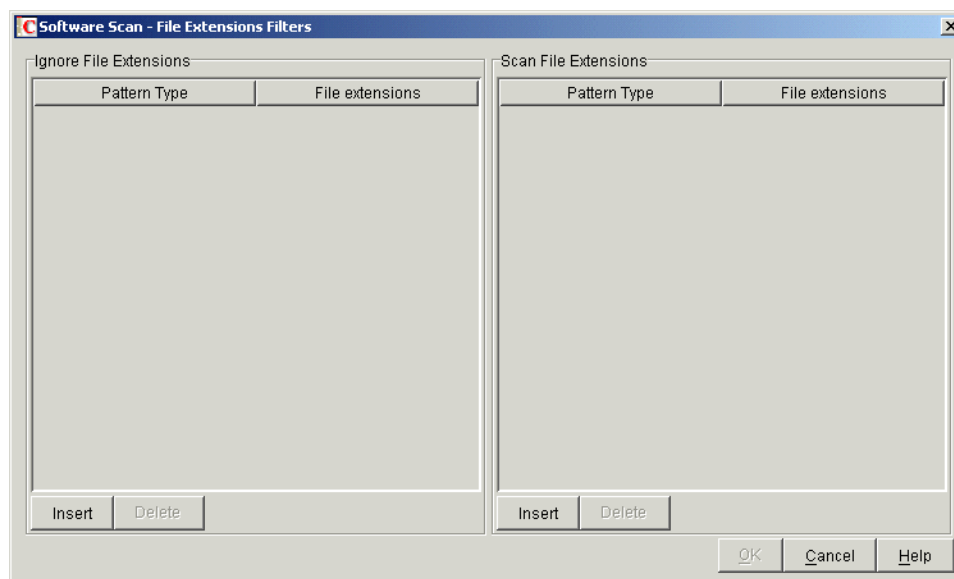 Software Scan - File Extensions Filters
Ignore File Extensions
Pattern Type File extensions
Insert Delete
Scan File Extensions
Pattern Type File extensions
Insert Delete
OK Cancel Help